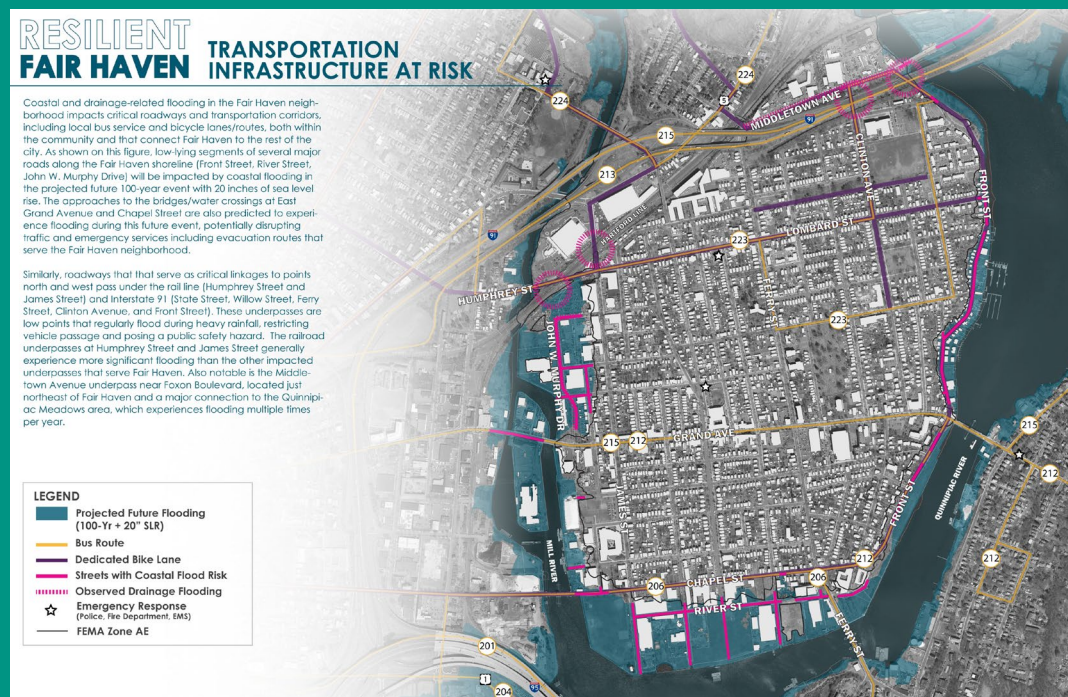 RESILIENT
FAIR HAVEN
TRANSPORTATION
INFRASTRUCTURE AT RISK
Coastal and drainage-related flooding in the Fair Haven neigh-
borhood impacts critical roadways and transportation corridors,
including local bus service and bicycle lanes/routes, both within
the community and that connect Fair Haven to the rest of the
city. As shown on this figure, low-lying segments of several major
roads along the Fair Haven shoreline (Front Street, River Street,
John W. Murphy Drive) will be impacted by coastal flooding in
the projected future 100-year event with 20 inches of sea level
rise. The approaches to the bridges/water crossings at East
Grand Avenue and Chapel Street are also predicted to experi-
ence flooding during this future event, potentially disrupting
traffic and emergency services including evacuation routes that
serve the Fair Haven neighborhood.
Similarly, roadways that that serve as critical linkages to points
north and west pass under the rail line (Humphrey Street and
James Street) and Interstate 91 (State Street, Willow Street, Ferry
Street, Clinton Avenue, and Front Street). These underpasses are
low points that regularly flood during heavy rainfall, restricting
vehicle passage and posing a public safety hazard.  The railroad
underpasses at Humphrey Street and James Street generally
experience more significant flooding than the other impacted
underpasses that serve Fair Haven. Also notable is the Middle-
town Avenue underpass near Foxon Boulevard, located just
northeast of Fair Haven and a major connection to the Quinnipi-
ac Meadows area, which experiences flooding multiple times
per year.
LEGEND
Projected Future Flooding
(100-Yr + 20" SLR)
Bus Route
Dedicated Bike Lane
Streets with Coastal Flood Risk
Observed Drainage Flooding
Emergency Response
(Police, Fire Department, EMS)
FEMA Zone AE
224
224
5
MIDDLETOWN AVE
91
215
213
CLINTON AVE
FRONT ST
91
223
LOMBARD ST
HUMPHREY ST
FERRY ST
223
JOHN W. MURPHY DR
215
212
GRAND AVE
215
212
QUINNIPIAC RIVER
JAMES ST
FRONT ST
MILL RIVER
212
212
206
CHAPEL ST
206
RIVER ST
FERRY ST
201
1
204
95